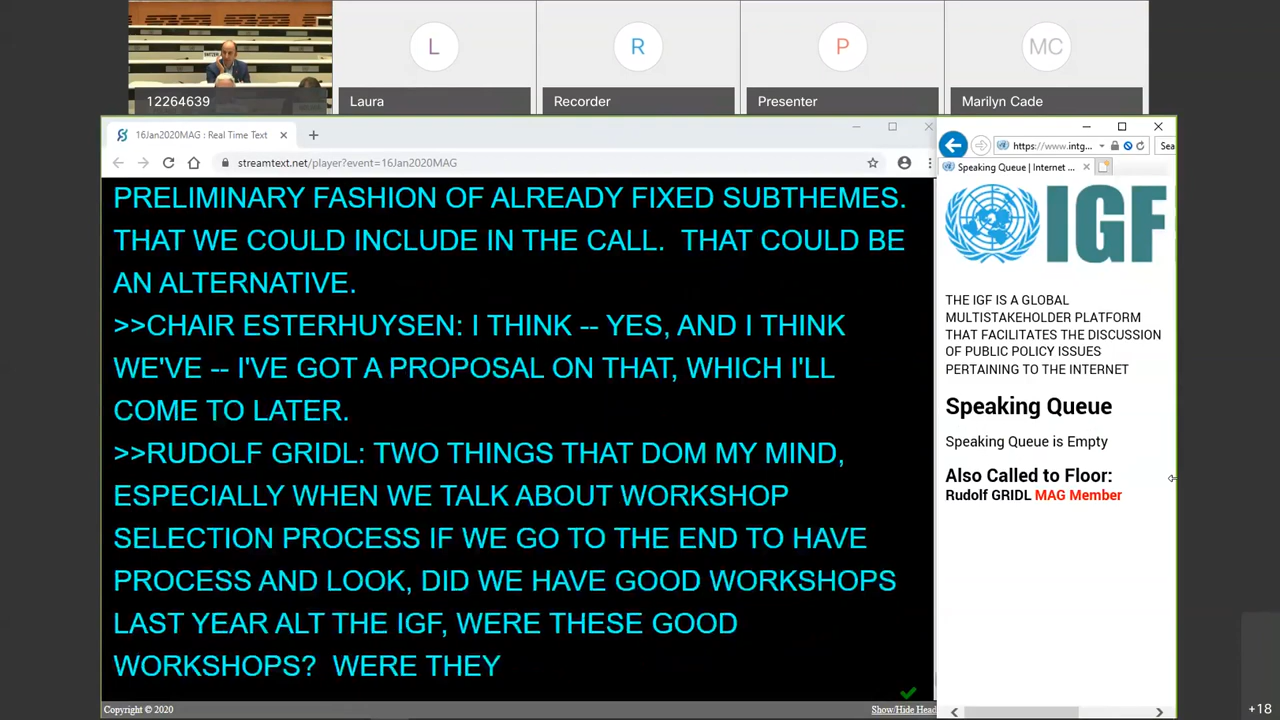 L
R
P
MC
12264639
Laura
Recorder
Presenter
Marilyn Cade
16Jan2020MAG : Real Time Text
streamtext.net/player?event=16Jan2020MAG
PRELIMINARY FASHION OF ALREADY FIXED SUBTHEMES.
THAT WE COULD INCLUDE IN THE CALL. THAT COULD BE
AN ALTERNATIVE.
>>CHAIR ESTERHUYSEN: I THINK -- YES, AND I THINK
WE'VE -- I'VE GOT A PROPOSAL ON THAT, WHICH I'LL
COME TO LATER.
>>RUDOLF GRIDL: TWO THINGS THAT DOM MY MIND,
ESPECIALLY WHEN WE TALK ABOUT WORKSHOP
SELECTION PROCESS IF WE GO TO THE END TO HAVE
PROCESS AND LOOK, DID WE HAVE GOOD WORKSHOPS
LAST YEAR ALT THE IGF, WERE THESE GOOD
WORKSHOPS? WERE THEY
Copyright © 2020
Show/Hide Head
https://www.intg...
Sea
Speaking Queue | Internet ...
IGF
THE IGF IS A GLOBAL
MULTISTAKEHOLDER PLATFORM
THAT FACILITATES THE DISCUSSION
OF PUBLIC POLICY ISSUES
PERTAINING TO THE INTERNET
Speaking Queue
Speaking Queue is Empty
Also Called to Floor:
Rudolf GRIDL MAG Member
+18